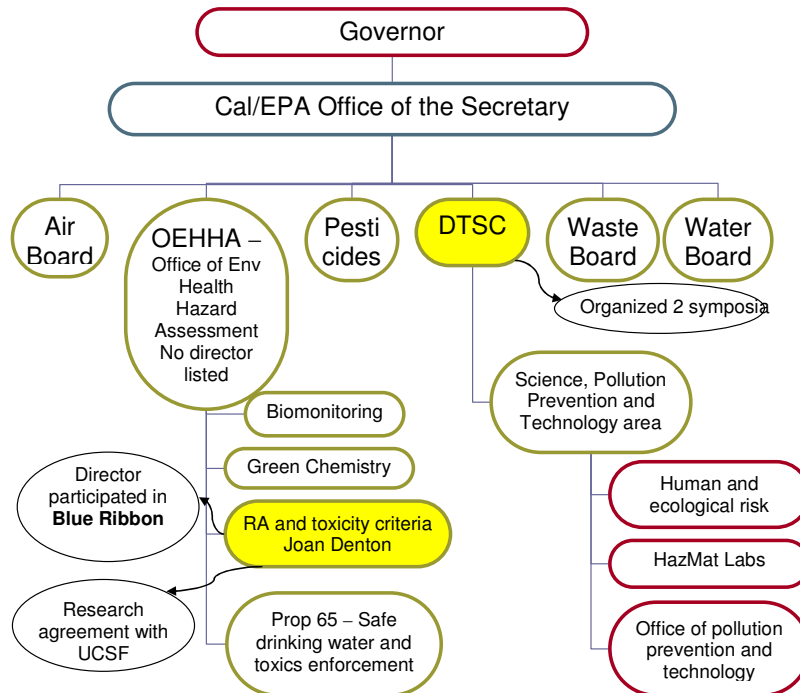 Governor
Cal/EPA Office of the Secretary
Air
Board
OEHHA –
Office of Env
Health
Hazard
Assessment
No director
listed
Pesti
cides
DTSC
Waste
Board
Water
Board
Organized 2 symposia
Science, Pollution
Prevention and
Technology area
Biomonitoring
Green Chemistry
Director
participated in
Blue Ribbon
RA and toxicity criteria
Joan Denton
Research
agreement with
UCSF
Prop 65 – Safe
drinking water and
toxics enforcement
Human and
ecological risk
HazMat Labs
Office of pollution
prevention and
technology